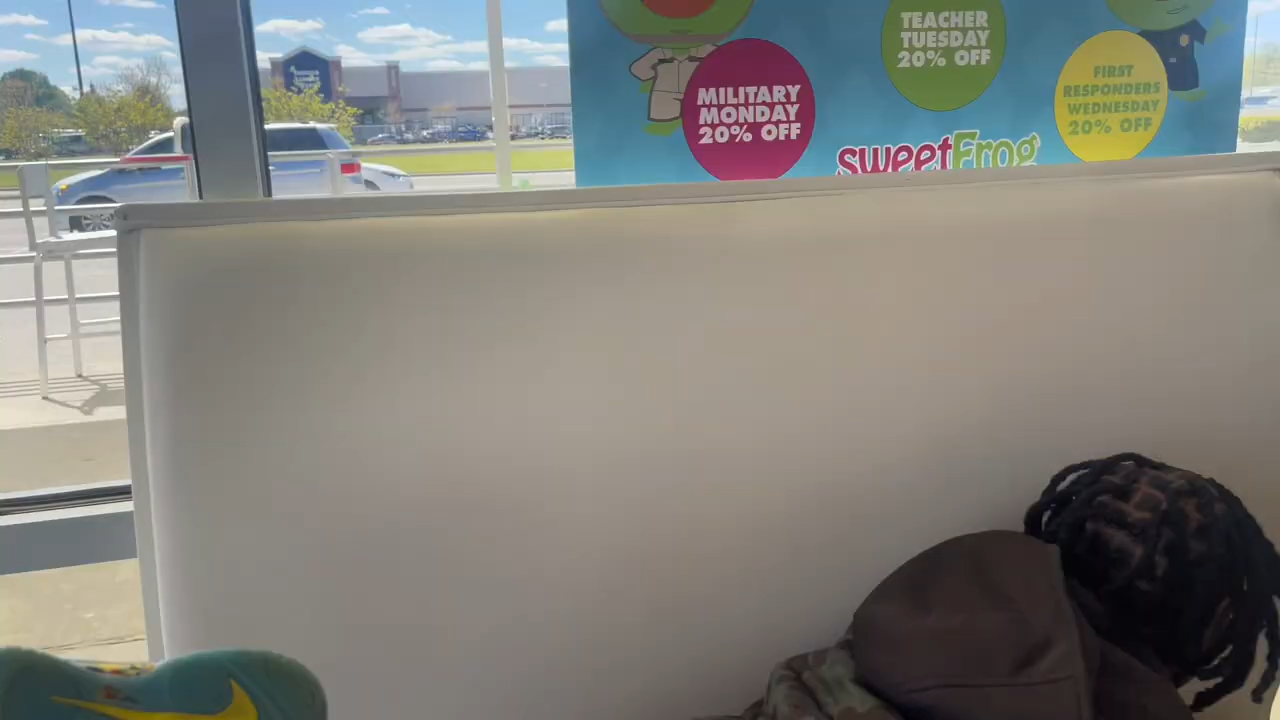 MILITARY
MONDAY
20% OFF
TEACHER
TUESDAY
20% OFF
FIRST
RESPONDERS
WEDNESDAY
20% OFF
sweetFrog